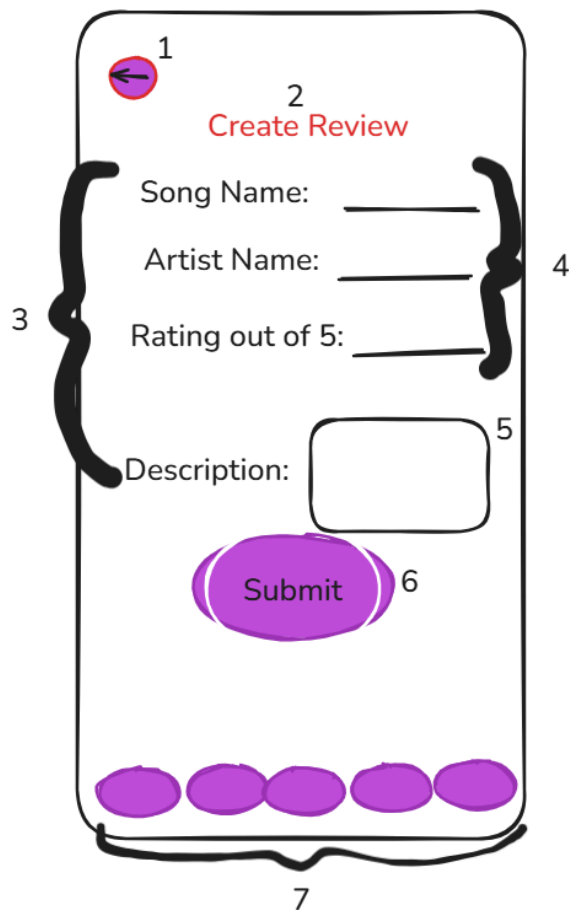 1
2
Create Review
Song Name:
Artist Name:
3
4
Rating out of 5:
5
Description:
6
Submit
7